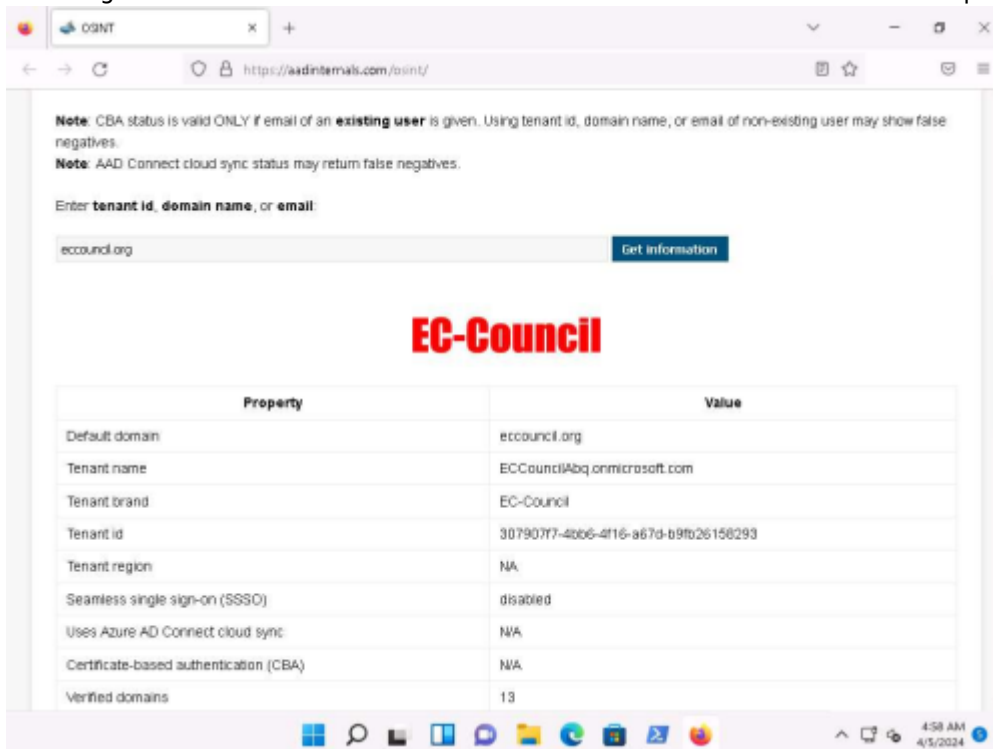 OSINT
https://aadinternals.com/osint/
Note: CBA status is valid ONLY if email of an existing user is given. Using tenant id, domain name, or email of non-existing user may show false
negatives.
Note: AAD Connect cloud sync status may return false negatives.
Enter tenant id, domain name, or email:
eccouncil.org
Get information
EC-Council
Property Value
Default domain eccouncil.org
Tenant name ECCouncilAbq.onmicrosoft.com
Tenant brand EC-Council
Tenant id 307907f7-4bb6-4f16-a67d-b9fb26158293
Tenant region NA
Seamless single sign-on (SSSO) disabled
Uses Azure AD Connect cloud sync N/A
Certificate-based authentication (CBA) N/A
Verified domains 13
4:58 AM
4/5/2024